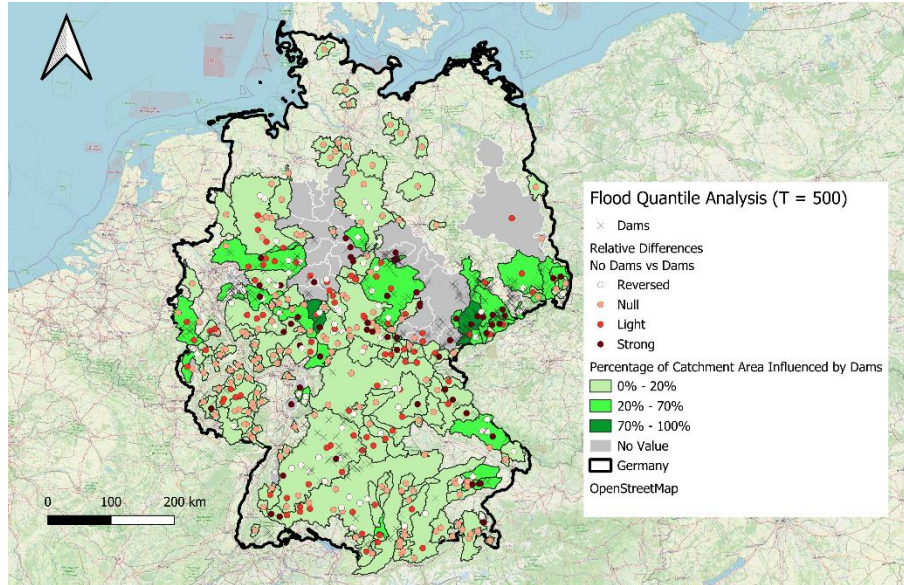 Flood Quantile Analysis (T = 500)
Dams
Relative Differences
No Dams vs Dams
Reversed
Null
Light
Strong
Percentage of Catchment Area Influenced by Dams
0% - 20%
20% - 70%
70% - 100%
No Value
Germany
OpenStreetMap
0 100 200 km